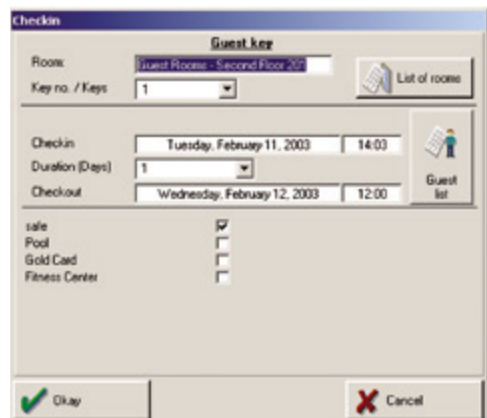 Checkin
Guest key
Room: Guest Rooms - Second Floor 201 List of rooms
Key no. / Keys 1
Checkin Tuesday, February 11, 2003 14:03
Duration (Days) 1
Guest list
Checkout Wednesday, February 12, 2003 12:00
safe
Pool
Gold Card
Fitness Center
Okay Cancel